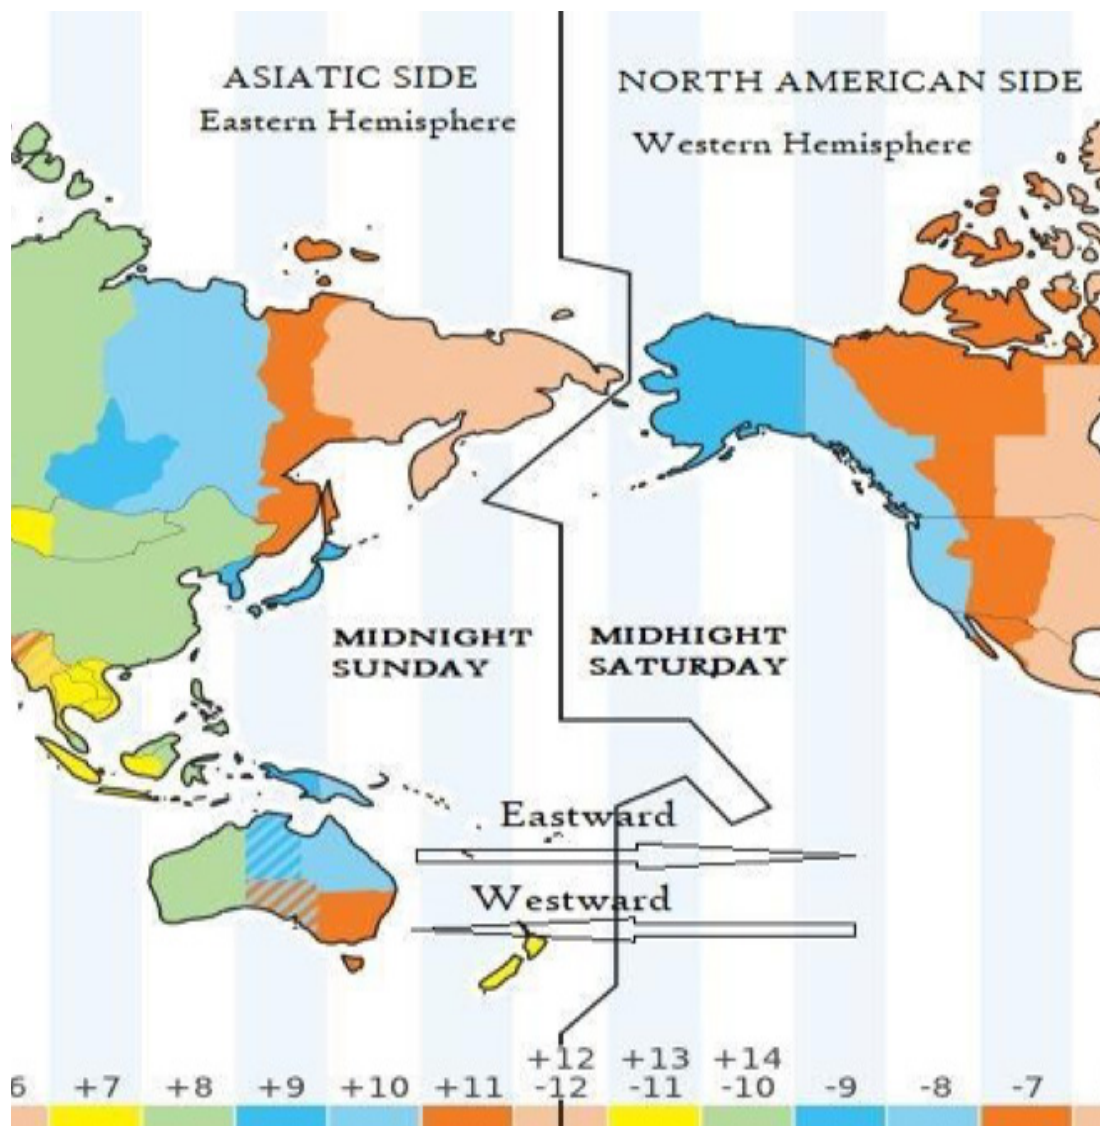 ASIATIC SIDE
Eastern Hemisphere
NORTH AMERICAN SIDE
Western Hemisphere
MIDNIGHT
SUNDAY
MIDHIGHT
SATURDAY
Eastward
Westward
+12 +13 +14
6 +7 +8 +9 +10 +11 -12 -11 -10 -9 -8 -7